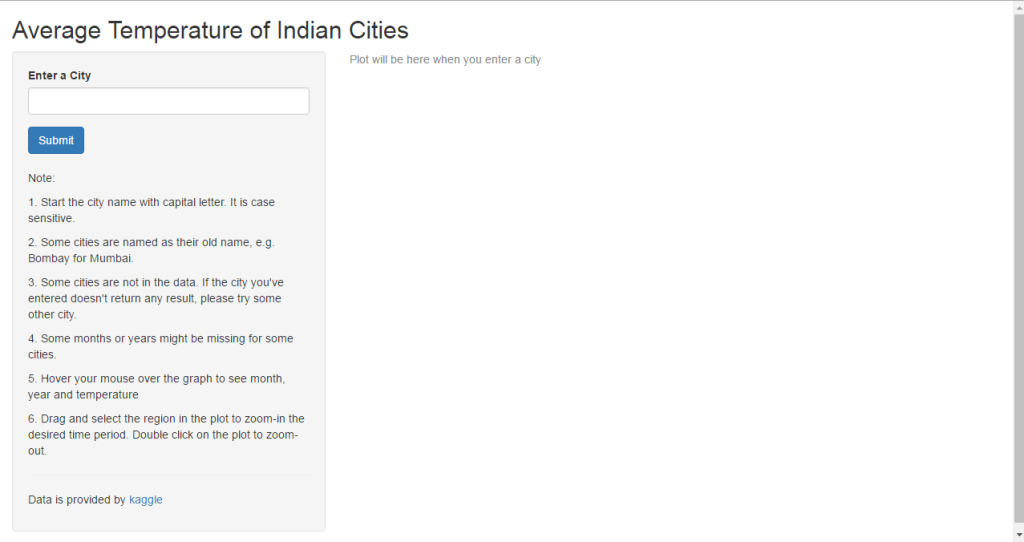 Average Temperature of Indian Cities
Enter a City
Submit
Note:
1. Start the city name with capital letter. It is case
sensitive.
2. Some cities are named as their old name, e.g.
Bombay for Mumbai.
3. Some cities are not in the data. If the city you've
entered doesn't return any result, please try some
other city.
4. Some months or years might be missing for some
cities.
5. Hover your mouse over the graph to see month,
year and temperature
6. Drag and select the region in the plot to zoom-in the
desired time period. Double click on the plot to zoom-
out.
Data is provided by kaggle
Plot will be here when you enter a city